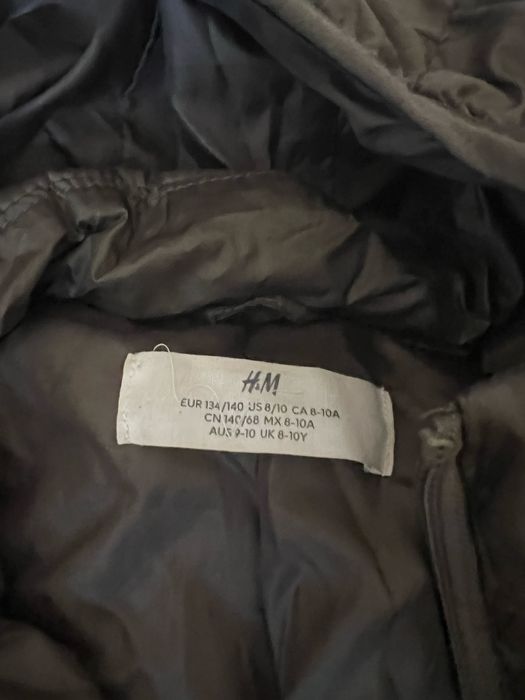 H&M
EUR 134/140 US 8/10 CA 8-10A
CN 140/68 MX 8-10A
AUS 9-10 UK 8-10Y